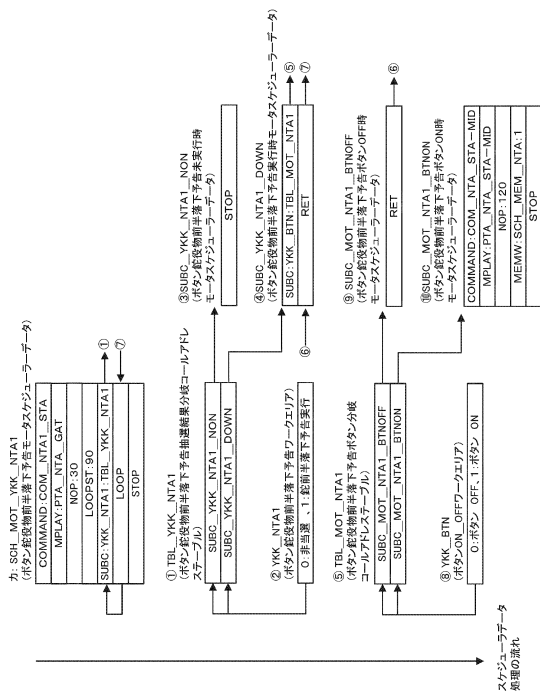 カ: SCH_MOT_YKK_NTA1
(ボタン鉈役物前半落下予告モータスケジューラーデータ)
COMMAND:COM_NTA1_STA
MPLAY:PTA_NTA_GAT
NOP:30
LOOPST:90
SUBC:YKK_NTA1:TBL_YKK_NTA1
LOOP
STOP
①
⑦
① TBL_YKK_NTA1
(ボタン鉈役物前半落下予告抽選結果分岐コールアドレ
ステーブル)
SUBC_YKK_NTA1_NON
SUBC_YKK_NTA1_DOWN
② YKK_NTA1
(ボタン鉈役物前半落下予告ワークエリア)
0:非当選、1:鉈前半落下予告実行
③SUBC_YKK_NTA1_NON
(ボタン鉈役物前半落下予告未実行時
モータスケジューラーデータ)
STOP
④SUBC_YKK_NTA1_DOWN
(ボタン鉈役物前半落下予告実行時モータスケジューラーデータ)
SUBC:YKK_BTN:TBL_MOT_NTA1
RET
⑤
⑦
⑥
⑤ TBL_MOT_NTA1
(ボタン鉈役物前半落下予告ボタン分岐
コールアドレステーブル)
SUBC_MOT_NTA1_BTNOFF
SUBC_MOT_NTA1_BTNON
⑧ YKK_BTN
(ボタンON_OFFワークエリア)
0:ボタン OFF、1:ボタン ON
⑨ SUBC_MOT_NTA1_BTNOFF
(ボタン鉈役物前半落下予告ボタンOFF時
モータスケジューラーデータ)
RET
⑥
⑩SUBC_MOT_NTA1_BTNON
(ボタン鉈役物前半落下予告ボタンON時
モータスケジューラーデータ)
COMMAND:COM_NTA_STA-MID
MPLAY:PTA_NTA_STA-MID
NOP:120
MEMW:SCH_MEM_NTA:1
STOP
スケジューラデータ
処理の流れ